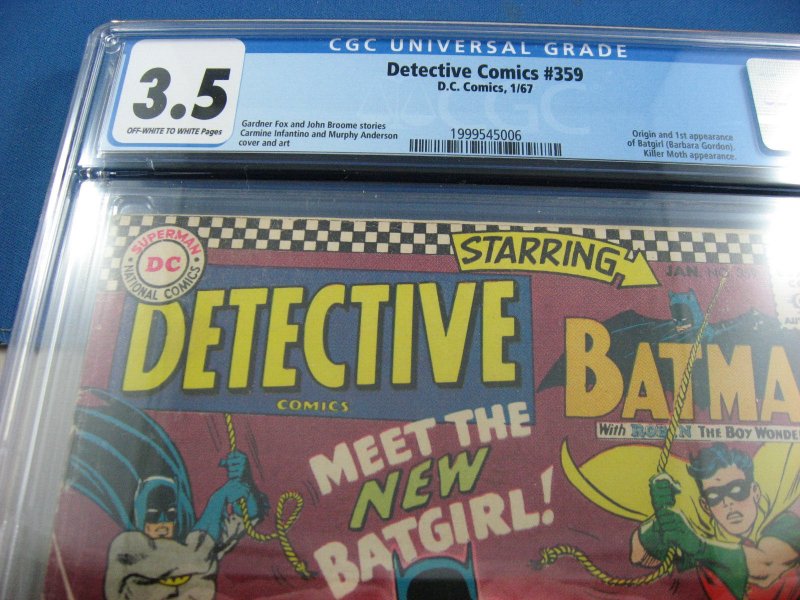 CGC UNIVERSAL GRADE
3.5
OFF-WHITE TO WHITE Pages
Detective Comics #359
D.C. Comics, 1/67
Gardner Fox and John Broome stories
Carmine Infantino and Murphy Anderson
cover and art
1999545006
Origin and 1st appearance
of Batgirl (Barbara Gordon).
Killer Moth appearance.
SUPERMAN
DC
NATIONAL COMICS
STARRING
JAN. NO.
DETECTIVE
COMICS
BATMA
With ROBIN THE BOY WONDE
MEET THE
NEW
BATGIRL!